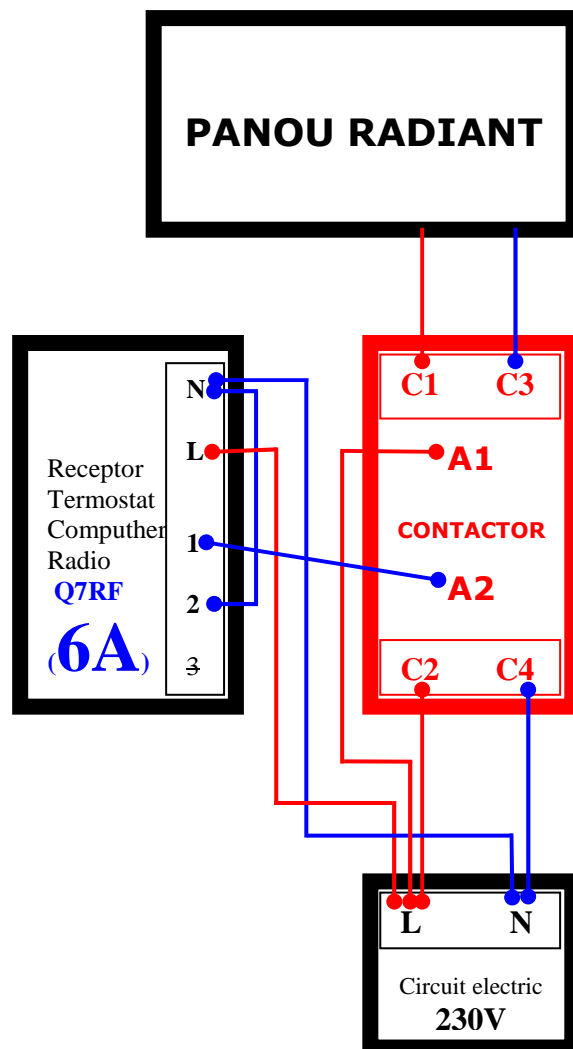 PANOU RADIANT
N
L
1
2
3
Receptor
Termostat
Computher
Radio
Q7RF
(6A)
C1 C3
A1
CONTACTOR
A2
C2 C4
L N
Circuit electric
230V